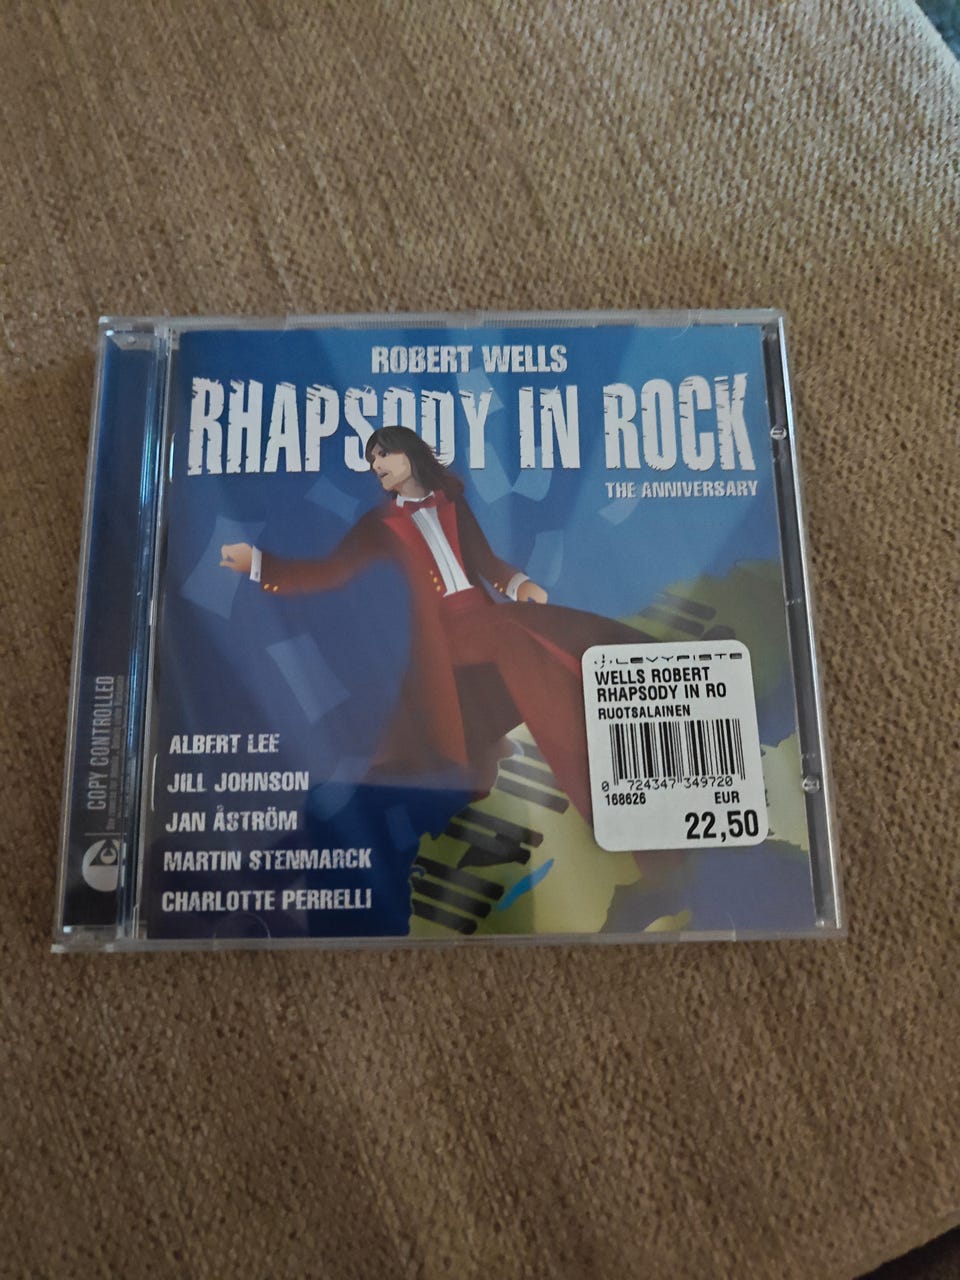 ROBERT WELLS
RHAPSODY IN ROCK
THE ANNIVERSARY
ALBERT LEE
JILL JOHNSON
JAN ÅSTRÖM
MARTIN STENMARCK
CHARLOTTE PERRELLI
COPY CONTROLLED
LEVYPISTE
WELLS ROBERT
RHAPSODY IN RO
RUOTSALAINEN
0 724347 349720
168626 EUR
22,50